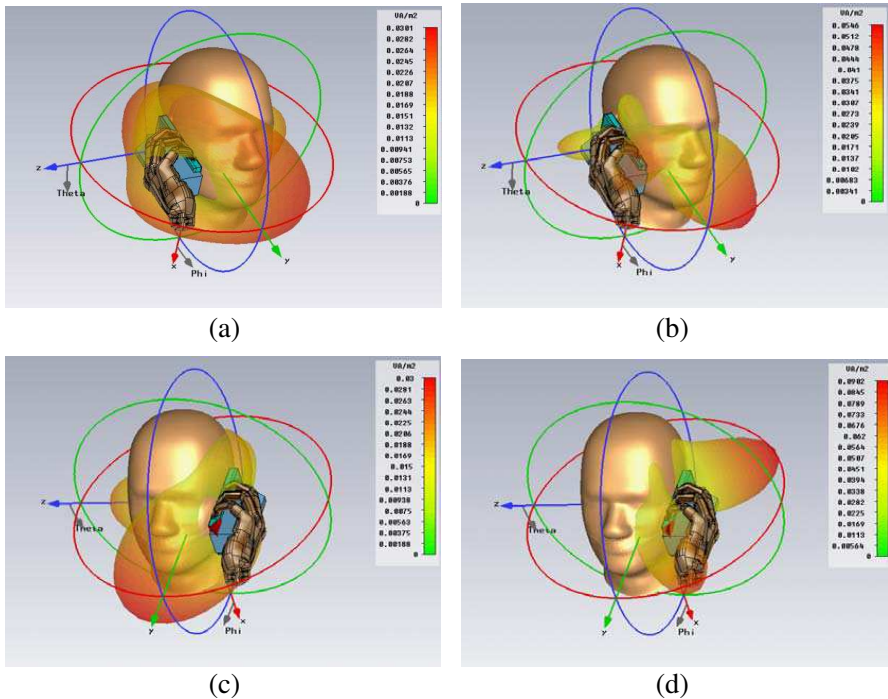 VA/m2
0.0301
0.0282
0.0264
0.0245
0.0226
0.0207
0.0188
0.0169
0.0151
0.0132
0.0113
0.00941
0.00753
0.00565
0.00376
0.00188
0
z
Theta
x
Phi
y
(a)
VA/m2
0.0546
0.0512
0.0478
0.0444
0.041
0.0375
0.0341
0.0307
0.0273
0.0239
0.0205
0.0171
0.0137
0.0102
0.00683
0.00341
0
z
Theta
x
Phi
y
(b)
VA/m2
0.03
0.0281
0.0263
0.0244
0.0225
0.0206
0.0188
0.0169
0.015
0.0131
0.0113
0.00938
0.0075
0.00563
0.00375
0.00188
0
z
Theta
y
Phi
x
(c)
VA/m2
0.0902
0.0845
0.0789
0.0733
0.0676
0.062
0.0564
0.0507
0.0451
0.0394
0.0338
0.0282
0.0225
0.0169
0.0113
0.00564
0
z
Theta
y
Phi
x
(d)